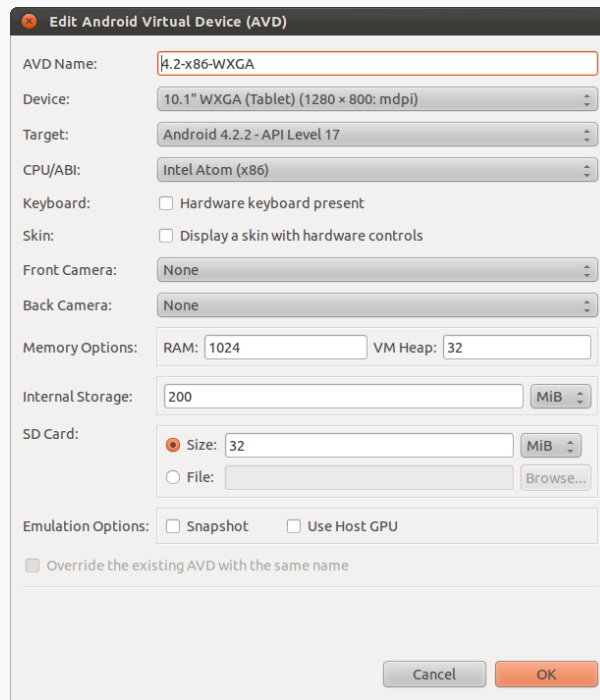 Edit Android Virtual Device (AVD)
AVD Name: 4.2-x86-WXGA
Device: 10.1" WXGA (Tablet) (1280 × 800: mdpi)
Target: Android 4.2.2 - API Level 17
CPU/ABI: Intel Atom (x86)
Keyboard: Hardware keyboard present
Skin: Display a skin with hardware controls
Front Camera: None
Back Camera: None
Memory Options: RAM: 1024 VM Heap: 32
Internal Storage: 200 MiB
SD Card:
Size: 32 MiB
File: Browse...
Emulation Options: Snapshot Use Host GPU
Override the existing AVD with the same name
Cancel OK